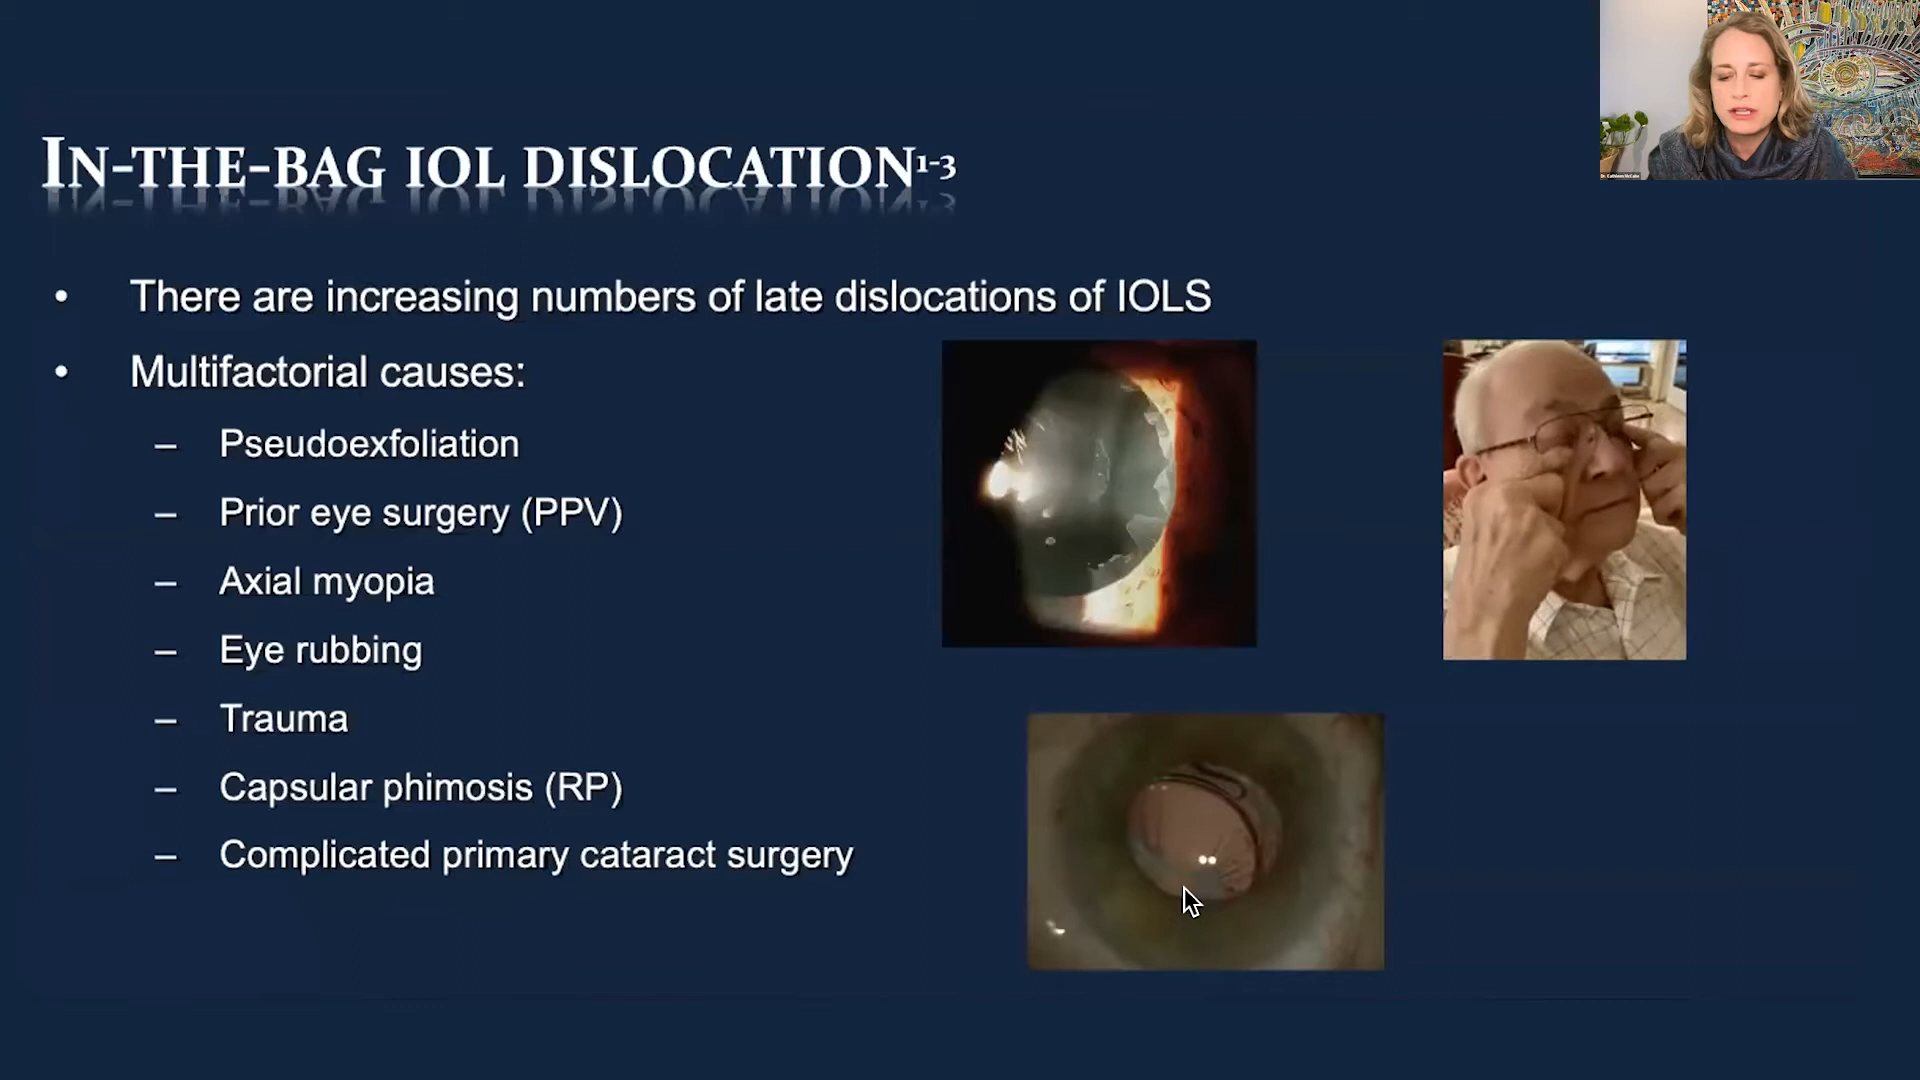 IN-THE-BAG IOL DISLOCATION1-3
• There are increasing numbers of late dislocations of IOLS
• Multifactorial causes:
– Pseudoexfoliation
– Prior eye surgery (PPV)
– Axial myopia
– Eye rubbing
– Trauma
– Capsular phimosis (RP)
– Complicated primary cataract surgery